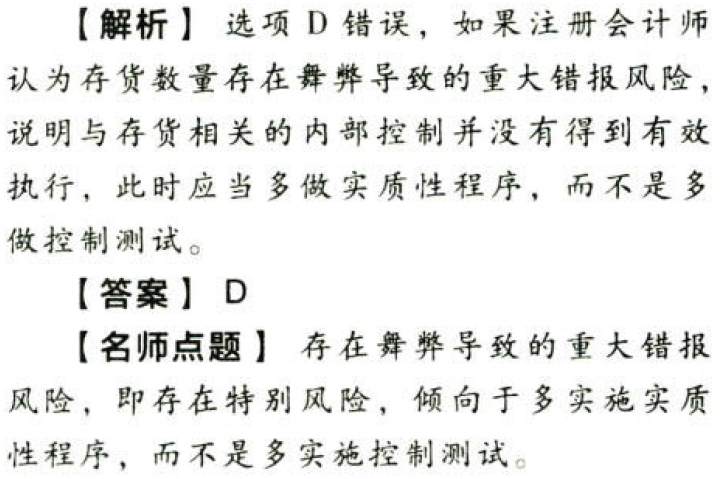 【解析】 选项 D 错误，如果注册会计师
认为存货数量存在舞弊导致的重大错报风险，
说明与存货相关的内部控制并没有得到有效
执行，此时应当多做实质性程序，而不是多
做控制测试。
【答案】 D
【名师点题】 存在舞弊导致的重大错报
风险，即存在特别风险，倾向于多实施实质
性程序，而不是多实施控制测试。